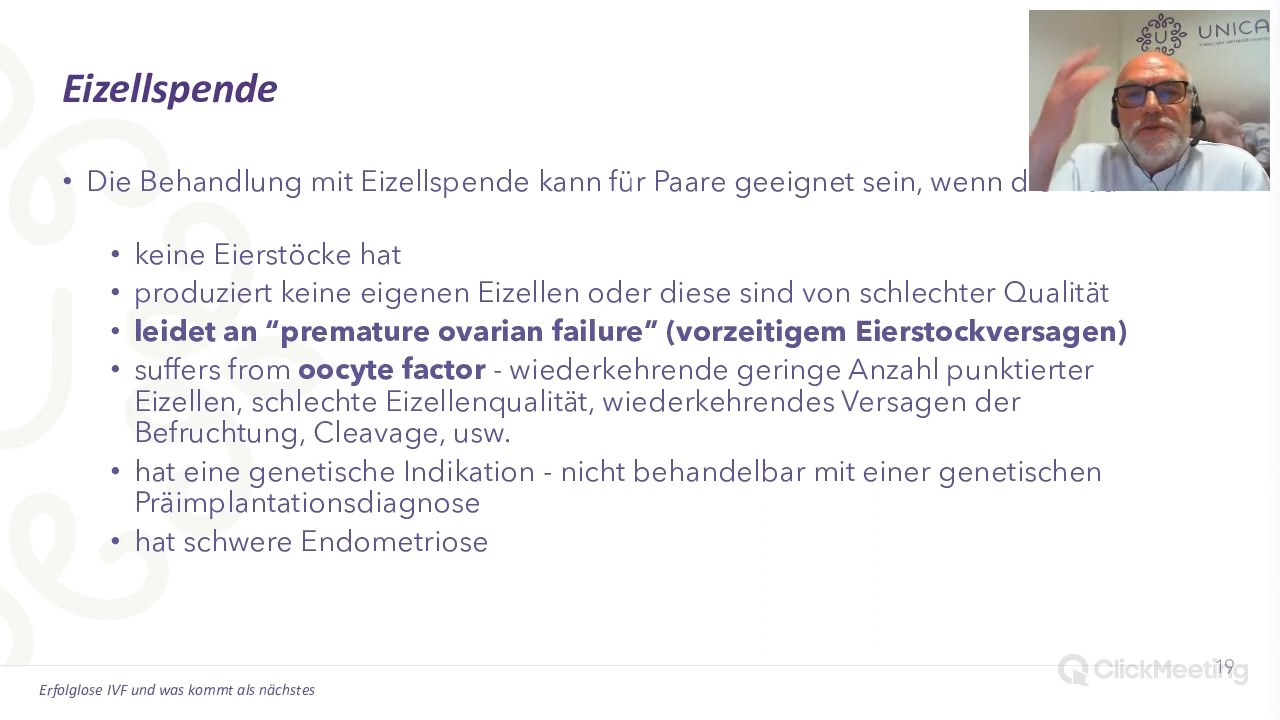 UNICA
Eizellspende
• Die Behandlung mit Eizellspende kann für Paare geeignet sein, wenn
• keine Eierstöcke hat
• produziert keine eigenen Eizellen oder diese sind von schlechter Qualität
• leidet an “premature ovarian failure” (vorzeitigem Eierstockversagen)
• suffers from oocyte factor - wiederkehrende geringe Anzahl punktierter
Eizellen, schlechte Eizellenqualität, wiederkehrendes Versagen der
Befruchtung, Cleavage, usw.
• hat eine genetische Indikation - nicht behandelbar mit einer genetischen
Präimplantationsdiagnose
• hat schwere Endometriose
19
ClickMeeting
Erfolglose IVF und was kommt als nächstes